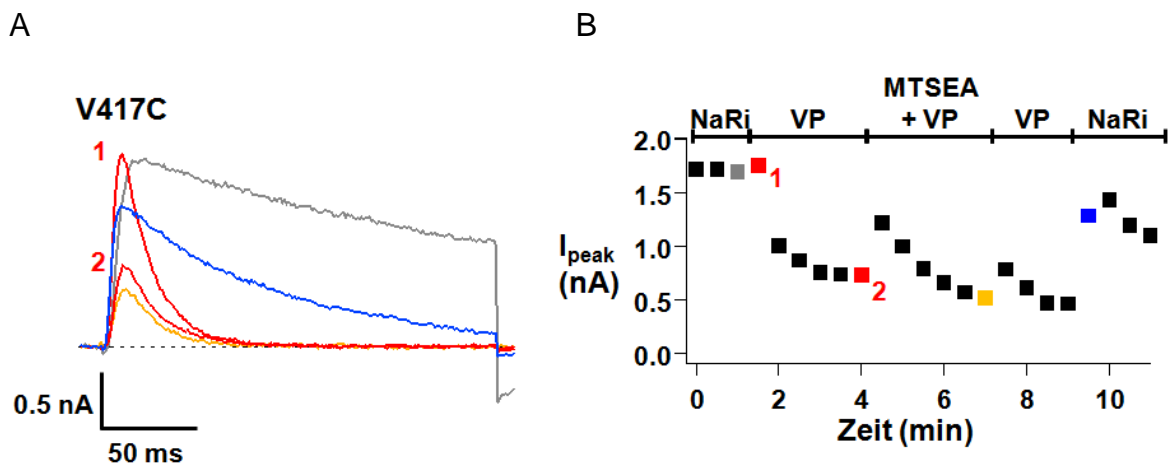 A
V417C
1
2
0.5 nA
50 ms
B
MTSEA
NaRi VP + VP VP NaRi
2.0
1.5
1.0
0.5
0.0
I peak
(nA)
1
2
0 2 4 6 8 10
Zeit (min)